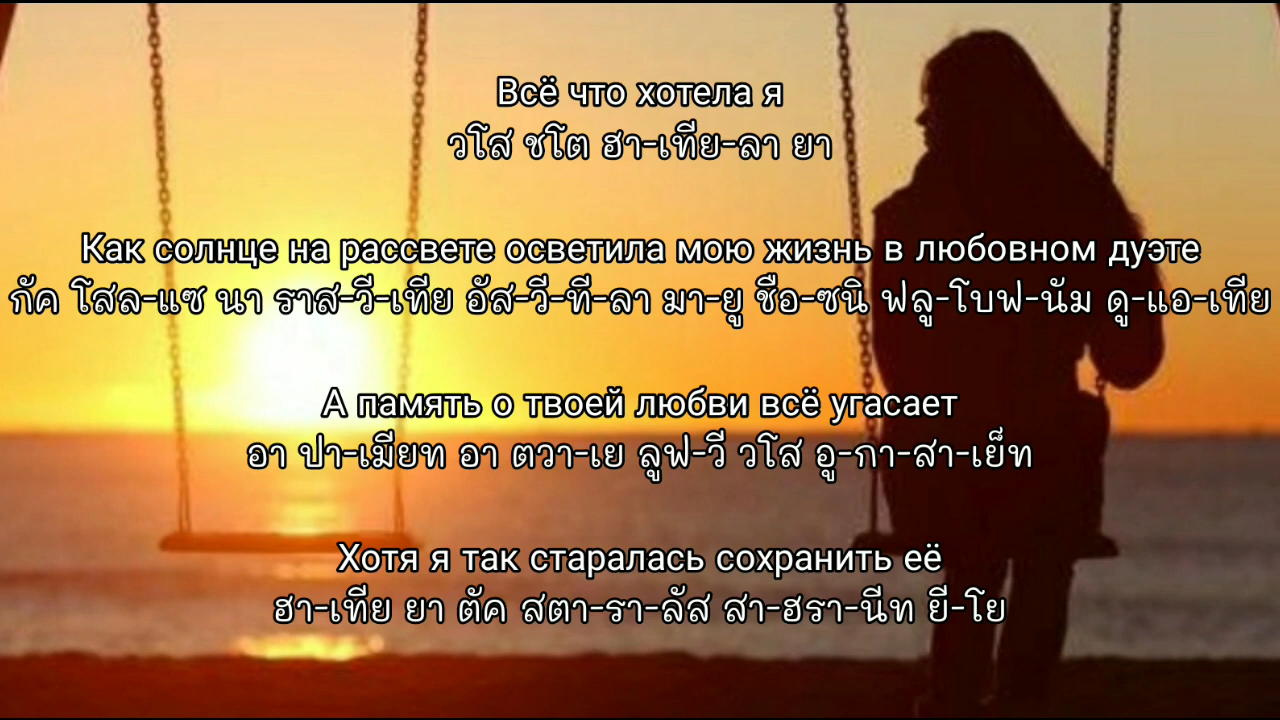 Всё что хотела я
วโส ชโต ฮา-เทีย-ลา ยา
Как солнце на рассвете осветила мою жизнь в любовном дуэте
กัค โสล-แซ นา ราส-วี-เทีย อัส-วี-ที-ลา มา-ยู ชือ-ซนิ ฟลู-โบฟ-นัม ดู-แอ-เทีย
А память о твоей любви всё угасает
อา ปา-เมียท อา ตวา-เย ลูฟ-วี วโส อู-กา-สา-เย็ท
Хотя я так старалась сохранить её
ฮา-เทีย ยา ตัค สตา-รา-ลัส สา-ฮรา-นีท ยี-โย